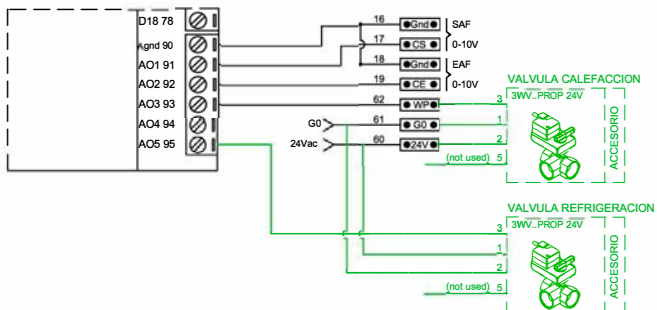 DI8 78
Agnd 90
AO1 91
AO2 92
AO3 93
AO4 94
AO5 95
16 Gnd SAF
17 CS 0-10V
18 Gnd EAF
19 CE 0-10V
62 WP
G0 61 G0
24Vac 60 24V
VALVULA CALEFACCION
3WV..PROP 24V
3
1
2
(not used) 5
ACCESORIO
VALVULA REFRIGERACION
3WV..PROP 24V
3
1
2
(not used) 5
ACCESORIO